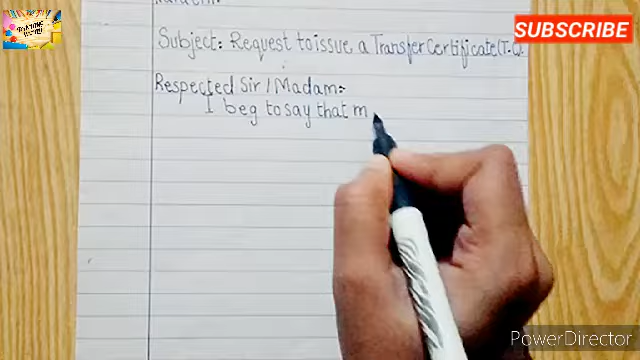 SUBSCRIBE
Subject: Request to issue a Transfer Certificate (T.C).
Respected Sir / Madam:-
I beg to say that m
PowerDirector